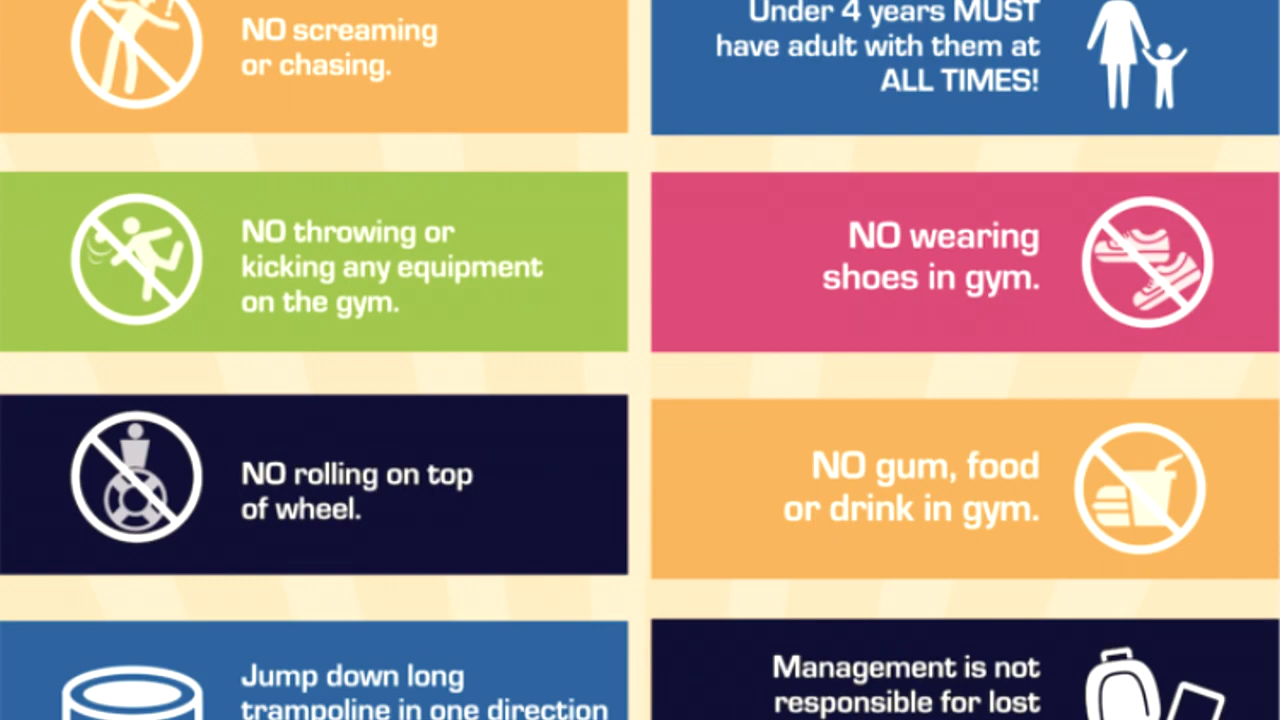 NO screaming
or chasing.
Under 4 years MUST
have adult with them at
ALL TIMES!
NO throwing or
kicking any equipment
on the gym.
NO wearing
shoes in gym.
NO rolling on top
of wheel.
NO gum, food
or drink in gym.
Jump down long
trampoline in one direction
Management is not
responsible for lost